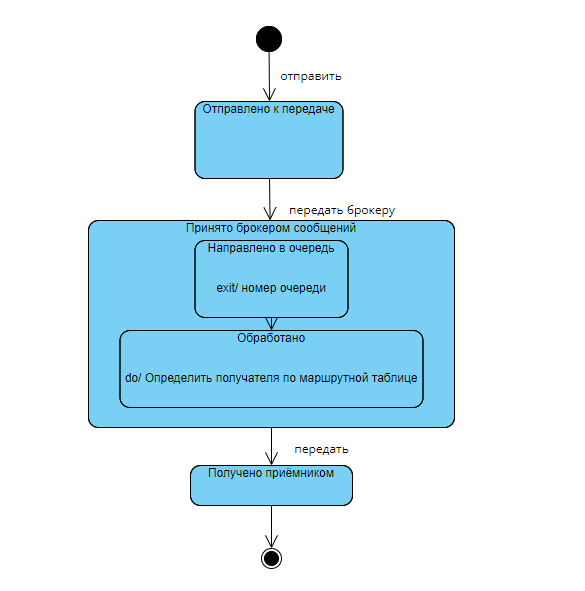 отправить
Отправлено к передаче
передать брокеру
Принято брокером сообщений
Направлено в очередь
exit/ номер очереди
Обработано
do/ Определить получателя по маршрутной таблице
передать
Получено приёмником